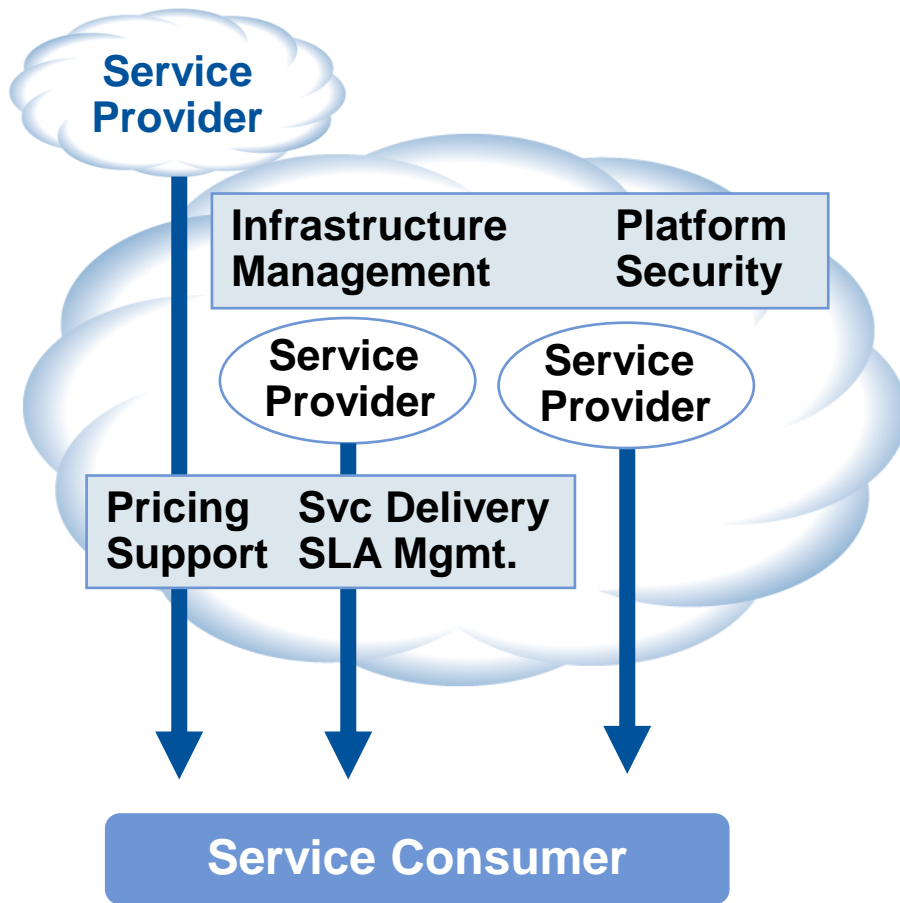 Service
Provider
Infrastructure
Management
Platform
Security
Service
Provider
Service
Provider
Pricing
Support
Svc Delivery
SLA Mgmt.
Service Consumer